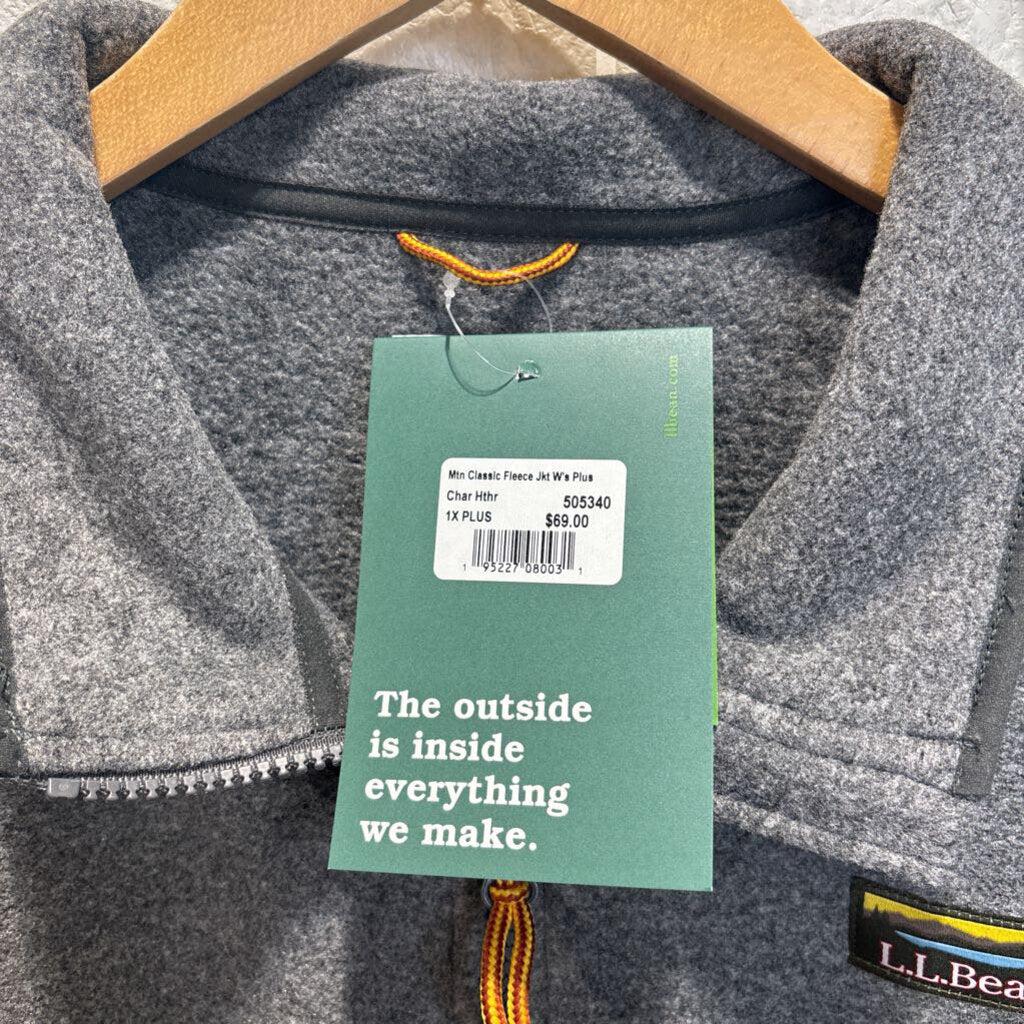 llbean.com
Mtn Classic Fleece Jkt W's Plus
Char Hthr 505340
1X PLUS $69.00
1 95227 08003 1
The outside
is inside
everything
we make.
L.L.Bea